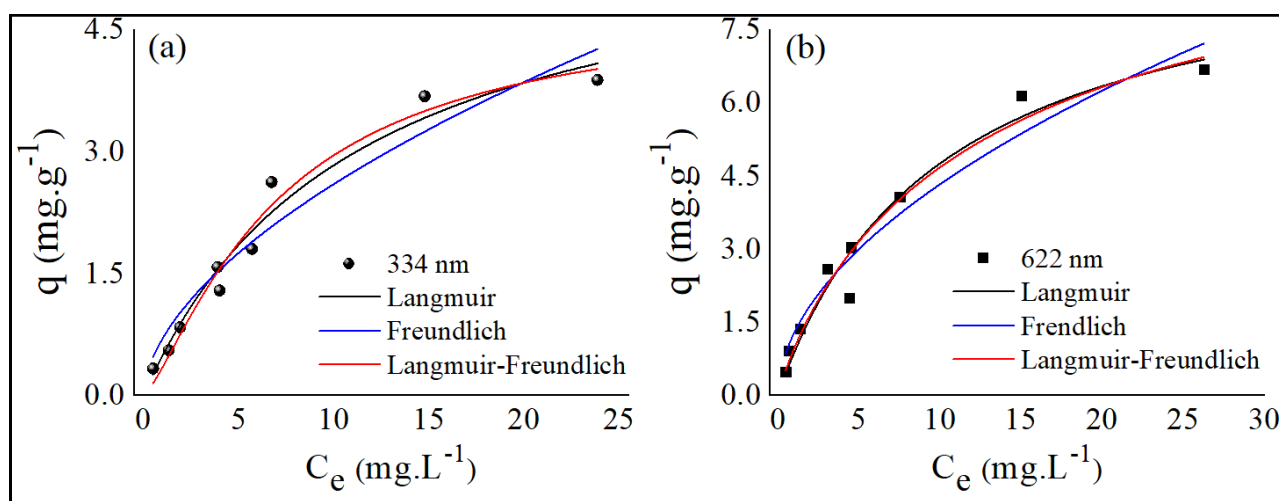 (a)
4.5
3.0
1.5
0.0
q (mg.g⁻¹)
334 nm
Langmuir
Freundlich
Langmuir-Freundlich
0 5 10 15 20 25
Cₑ (mg.L⁻¹)
(b)
7.5
6.0
4.5
3.0
1.5
0.0
q (mg.g⁻¹)
622 nm
Langmuir
Frendlich
Langmuir-Freundlich
0 5 10 15 20 25 30
Cₑ (mg.L⁻¹)